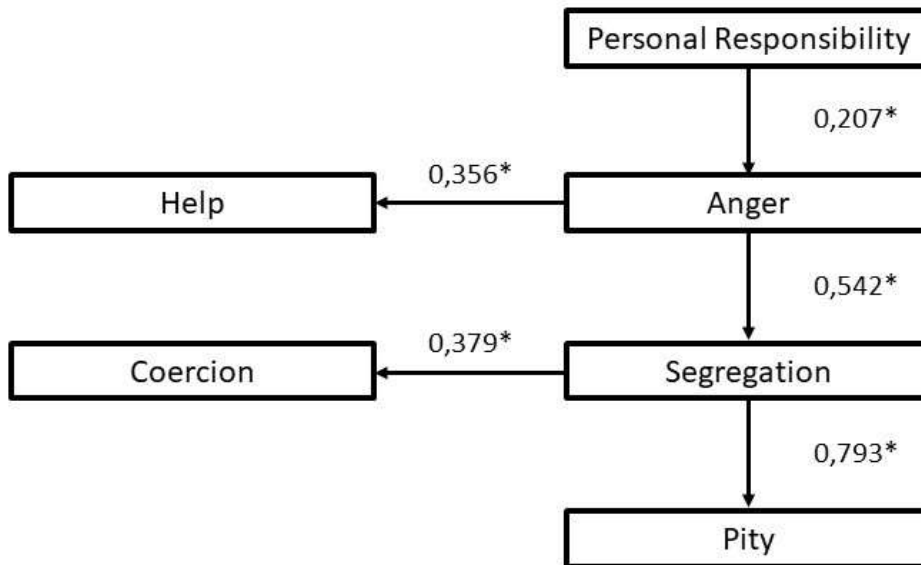 Personal Responsibility
0,207*
0,356*
Help
Anger
0,542*
0,379*
Coercion
Segregation
0,793*
Pity